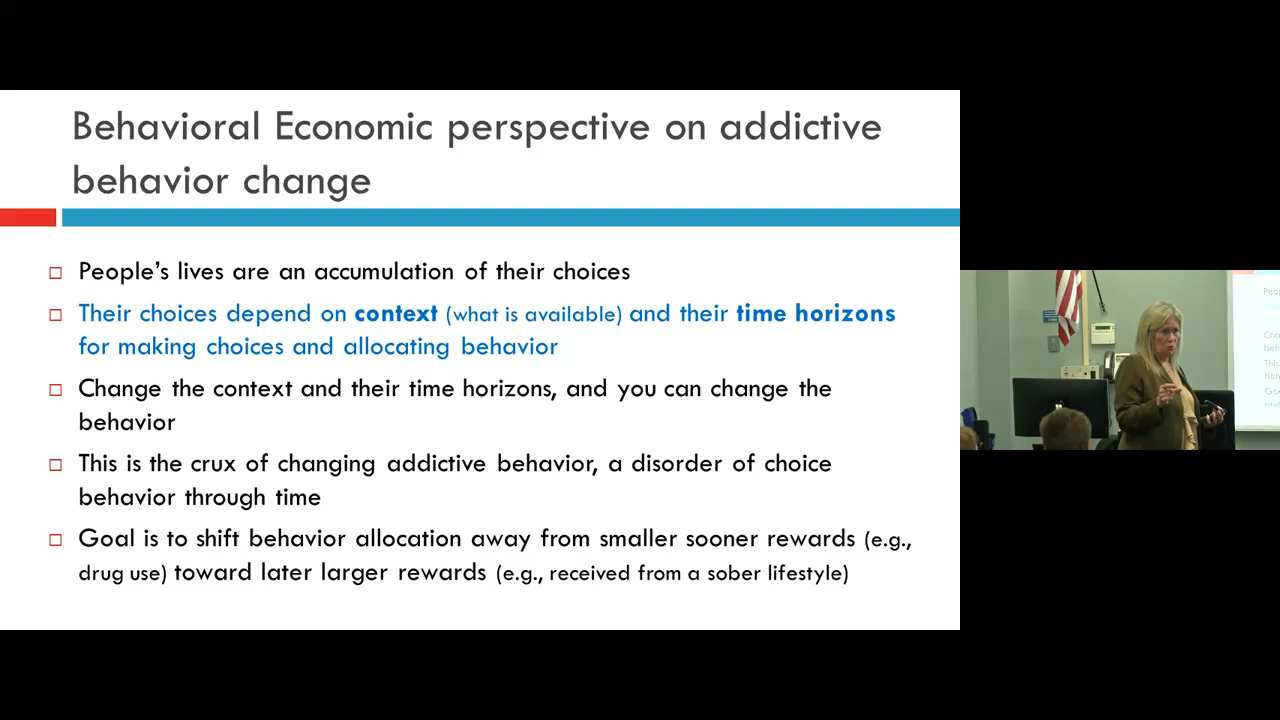 Behavioral Economic perspective on addictive
behavior change
People's lives are an accumulation of their choices
Their choices depend on context (what is available) and their time horizons
for making choices and allocating behavior
Change the context and their time horizons, and you can change the
behavior
This is the crux of changing addictive behavior, a disorder of choice
behavior through time
Goal is to shift behavior allocation away from smaller sooner rewards (e.g.,
drug use) toward later larger rewards (e.g., received from a sober lifestyle)